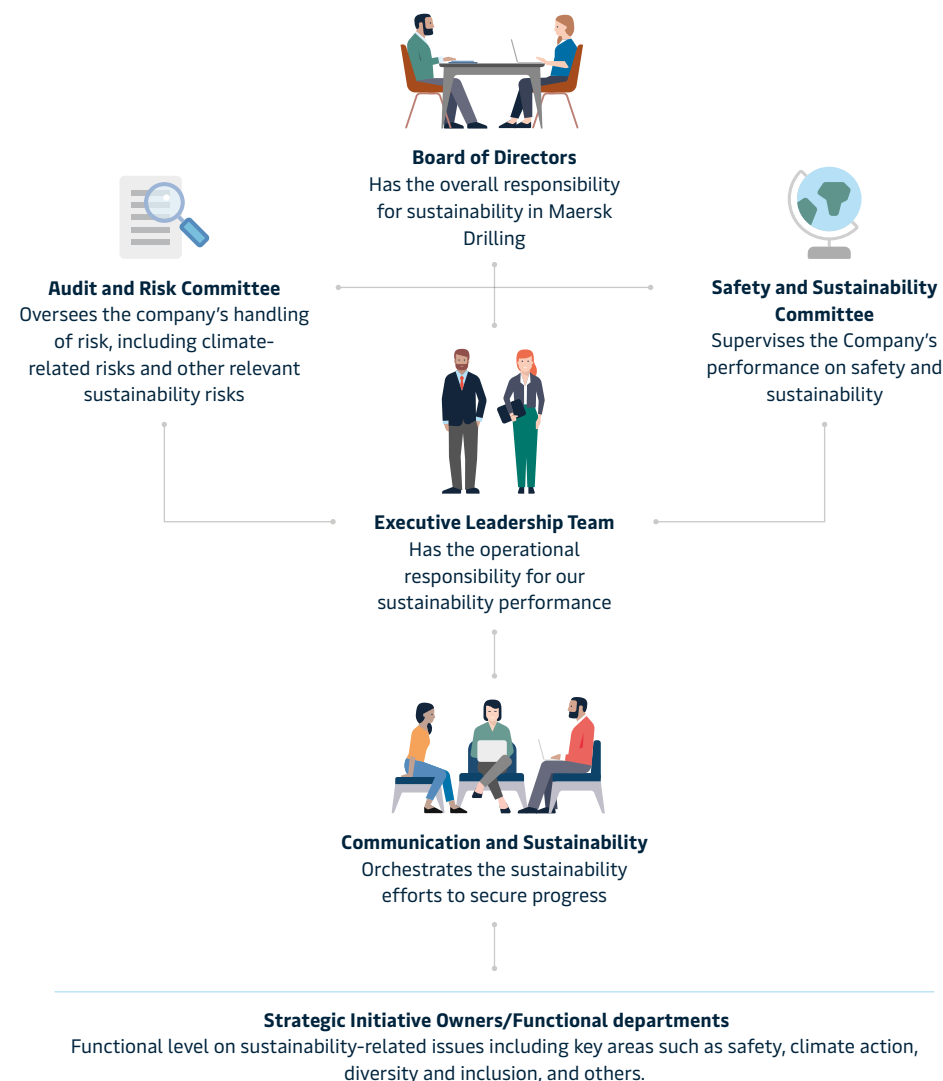 Board of Directors
Has the overall responsibility
for sustainability in Maersk
Drilling
Audit and Risk Committee
Oversees the company’s handling
of risk, including climate-
related risks and other relevant
sustainability risks
Safety and Sustainability
Committee
Supervises the Company’s
performance on safety and
sustainability
Executive Leadership Team
Has the operational
responsibility for our
sustainability performance
Communication and Sustainability
Orchestrates the sustainability
efforts to secure progress
Strategic Initiative Owners/Functional departments
Functional level on sustainability-related issues including key areas such as safety, climate action,
diversity and inclusion, and others.